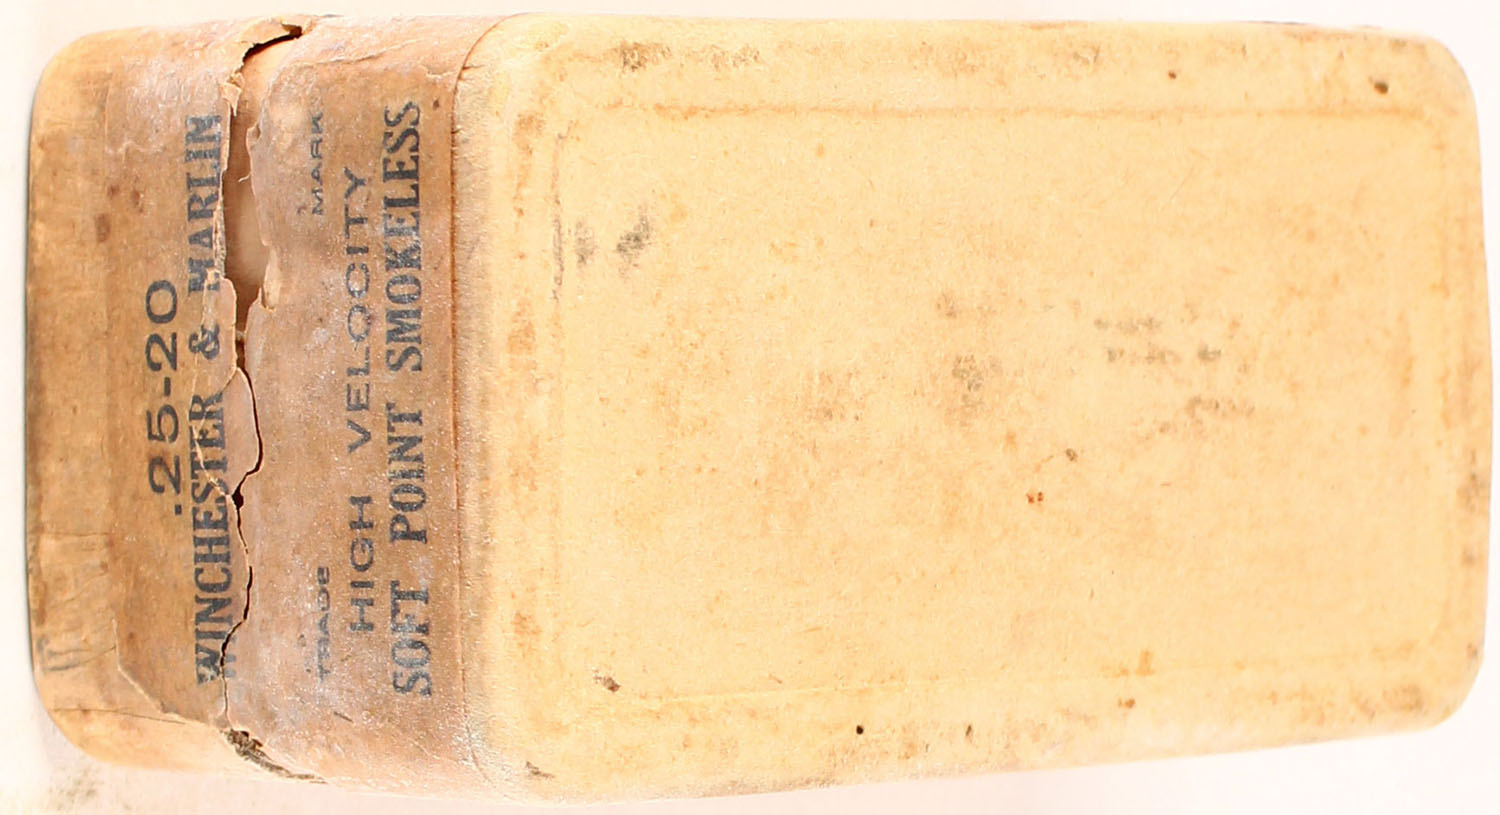 .25-20
WINCHESTER & MARLIN
TRADE MARK
HIGH VELOCITY
SOFT POINT SMOKELESS